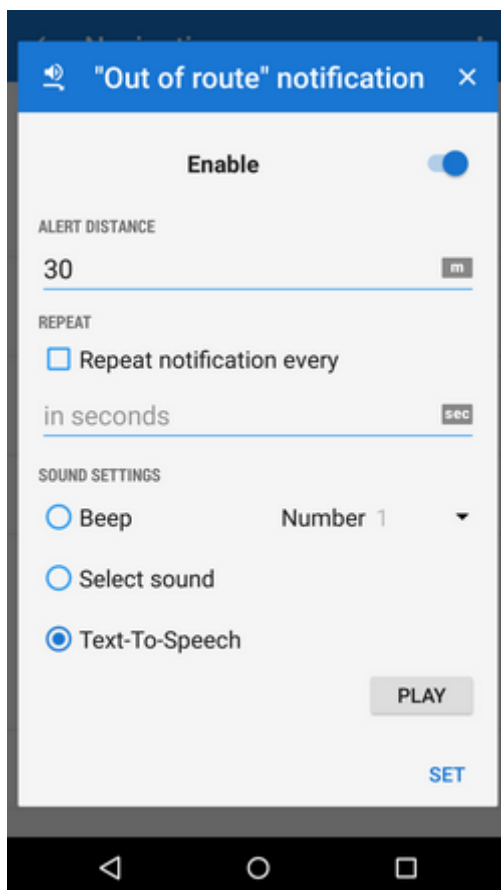 "Out of route" notification
Enable
ALERT DISTANCE
30 m
REPEAT
Repeat notification every
in seconds sec
SOUND SETTINGS
Beep Number 1
Select sound
Text-To-Speech
PLAY
SET